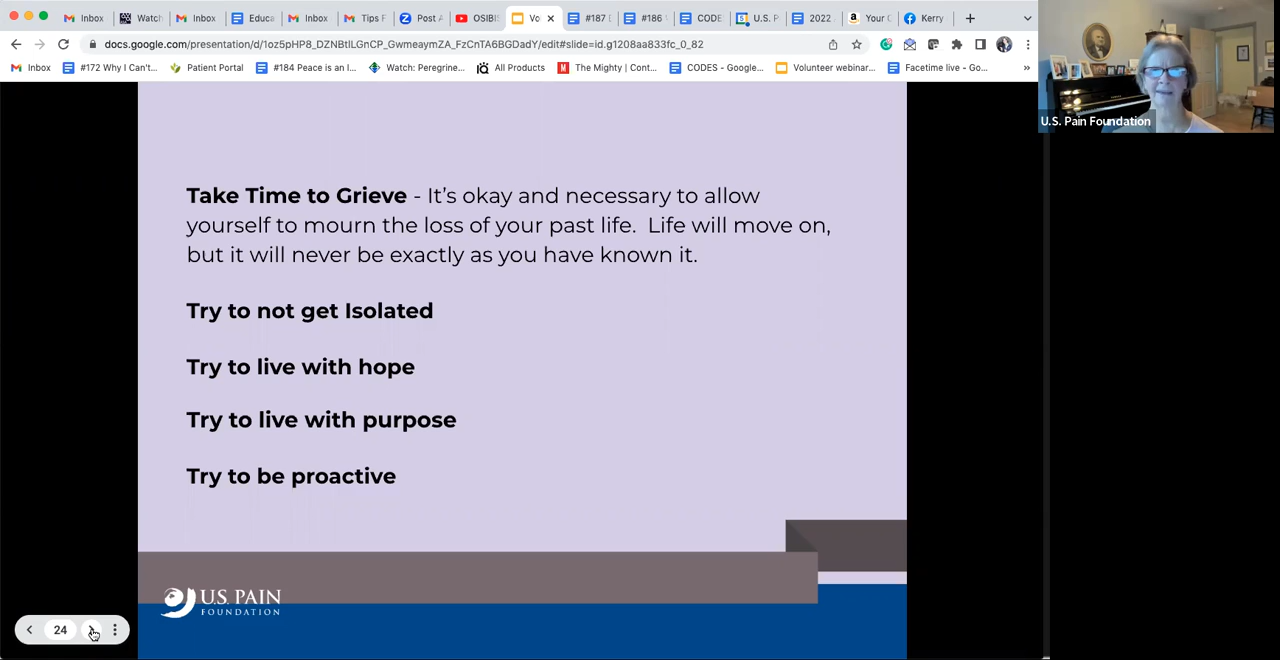 Inbox
Watch
Inbox
Educa
Inbox
Tips F
Post A
OSIBIS
Vo
#187 D
#186
CODE
U.S. P
2022
Your O
Kerry
docs.google.com/presentation/d/1oz5pHP8_DZNBtlLGnCP_GwmeaymZA_FzCnTA6BGDadY/edit#slide=id.g1208aa833fc_0_82
Inbox
#172 Why I Can't...
Patient Portal
#184 Peace is an I...
Watch: Peregrine...
All Products
The Mighty | Cont...
CODES - Google...
Volunteer webinar...
Facetime live - Go...
U.S. Pain Foundation
Take Time to Grieve - It's okay and necessary to allow
yourself to mourn the loss of your past life. Life will move on,
but it will never be exactly as you have known it.
Try to not get Isolated
Try to live with hope
Try to live with purpose
Try to be proactive
U.S. PAIN
FOUNDATION
24